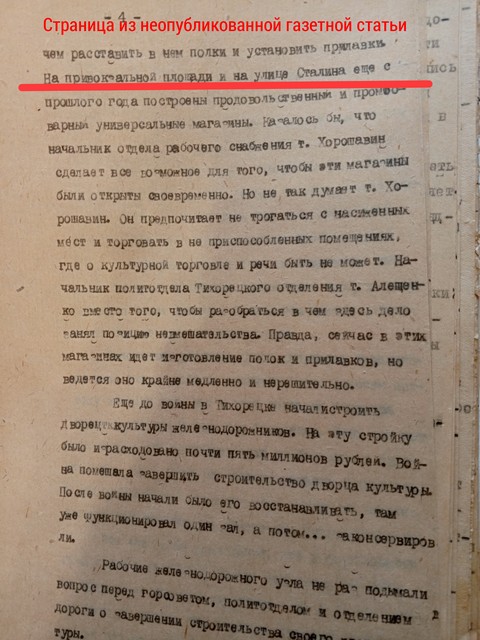 - 4 -
Страница из неопубликованной газетной статьи
чем расставить в нем полки и установить прилавки
На привокзальной площади и на улице Сталина еще с
прошлого года построены продовольственный и промто-
варный универсальные магазины. Казалось бы, что
начальник отдела рабочего снабжения т. Хорошавин
сделает все возможное для того, чтобы эти магазины
были открыты своевременно. Но не так думает т. Хо-
рошавин. Он предпочитает не трогаться с насиженных
мест и торговать в не приспособленных помещениях,
где о культурной торговле и речи быть не может. На-
чальник политотдела Тихорецкого отделения т. Алещен-
ко вместо того, чтобы разобраться в чем здесь дело
занял позицию невмешательства. Правда, сейчас в этих
магазинах идет изготовление полок и прилавков, но
ведется оно крайне медленно и нерешительно.
Еще до войны в Тихорецке начали строить
дворец культуры железнодорожников. На эту стройку
было израсходовано почти пять миллионов рублей. Вой-
на помешала завершить строительство дворца культуры.
После войны начали было его восстанавливать, там
уже функционировал один зал, а потом... законсервиров
ли.
Рабочие железнодорожного узла не раз подымали
вопрос перед горсоветом, политотделом и отделением
дороги о завершении строительства своего
туры.